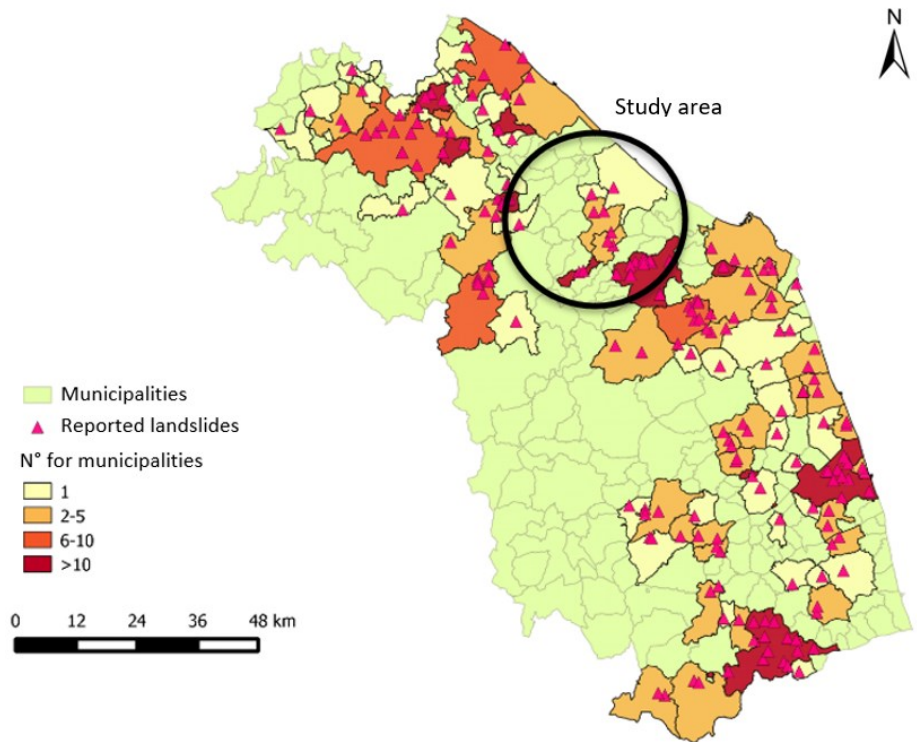 N
Study area
Municipalities
Reported landslides
N° for municipalities
1
2-5
6-10
>10
0 12 24 36 48 km